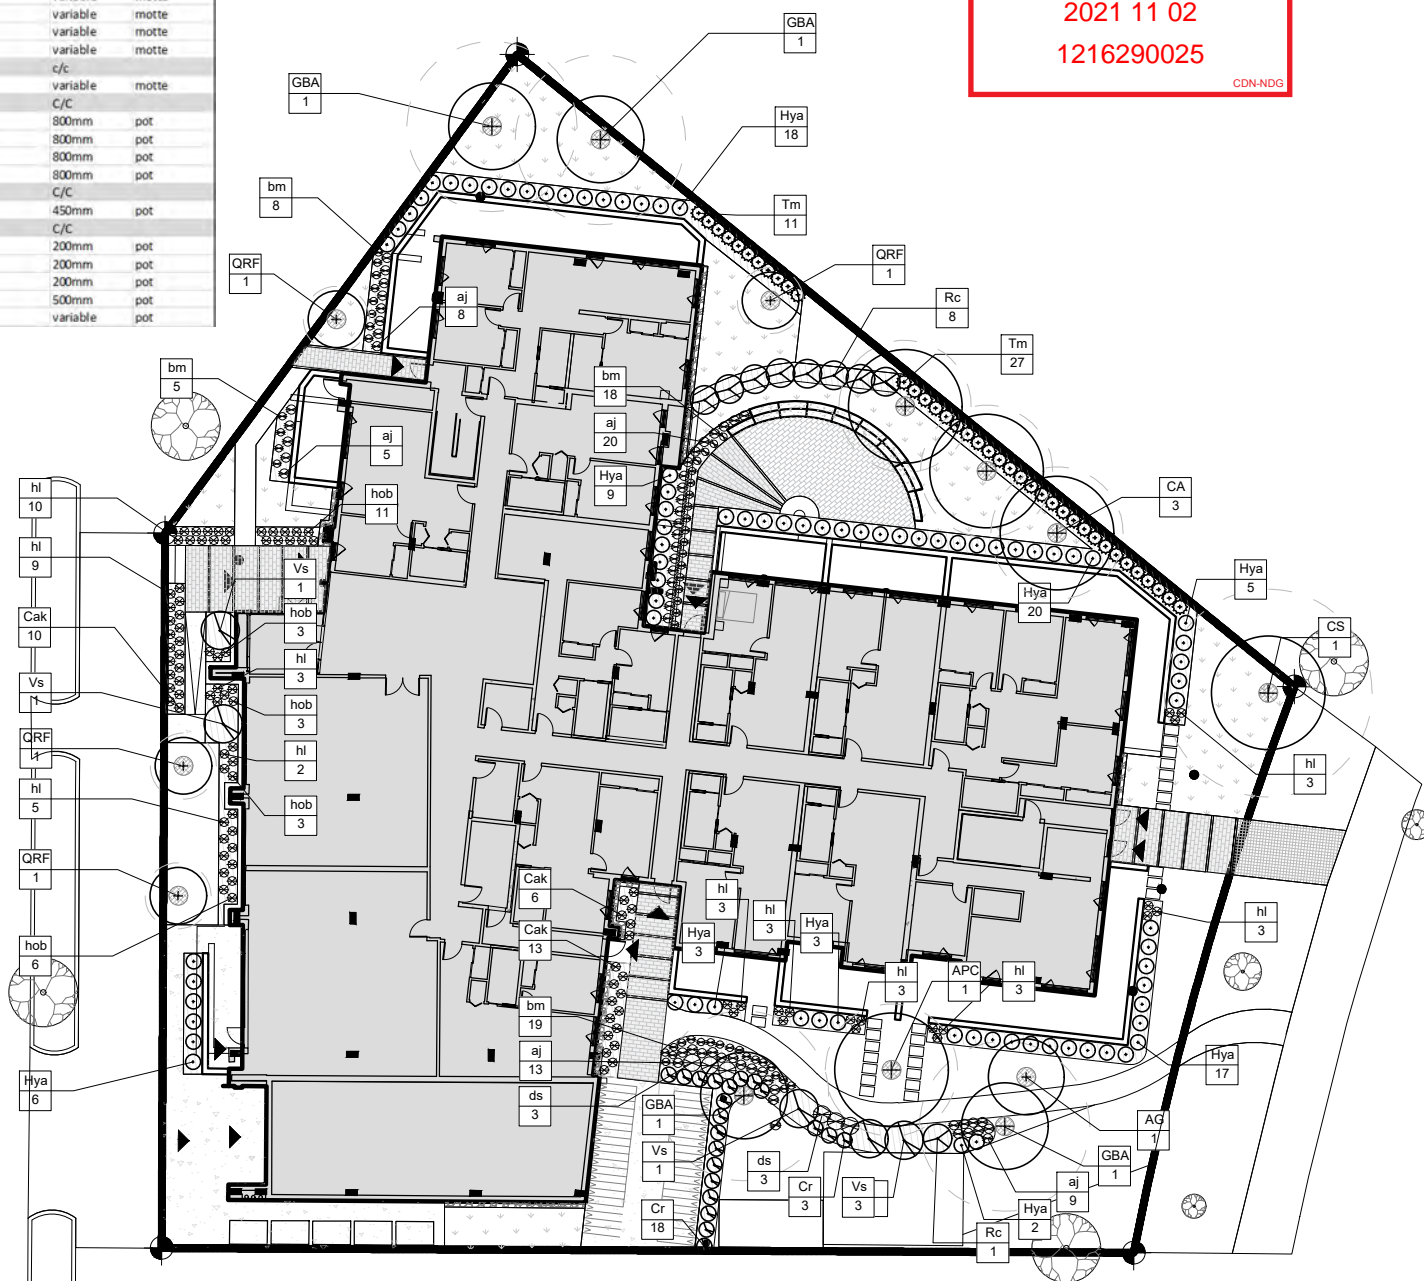 variable motte
variable motte
variable motte
c/c
variable motte
C/C
800mm pot
800mm pot
800mm pot
800mm pot
C/C
450mm pot
C/C
200mm pot
200mm pot
200mm pot
500mm pot
variable pot
2021 11 02
1216290025
CDN-NDG
GBA
1
GBA
1
Hya
18
bm
8
Tm
11
QRF
1
QRF
1
aj
8
Rc
8
Tm
27
bm
5
bm
18
aj
20
aj
5
Hya
9
hob
11
hl
10
CA
3
hl
9
Vs
1
Hya
5
Hya
20
hob
3
Cak
10
CS
1
hl
3
Vs
1
hob
3
QRF
1
hl
2
hl
3
hl
5
hob
3
QRF
1
Cak
6
hl
3
hl
3
Hya
3
hl
3
Cak
13
Hya
3
hob
6
hl
3
APC
1
hl
3
bm
19
aj
13
Hya
17
Hya
6
ds
3
GBA
1
AG
1
Vs
1
ds
3
GBA
1
Cr
3
Vs
3
aj
9
Cr
18
Hya
2
Rc
1